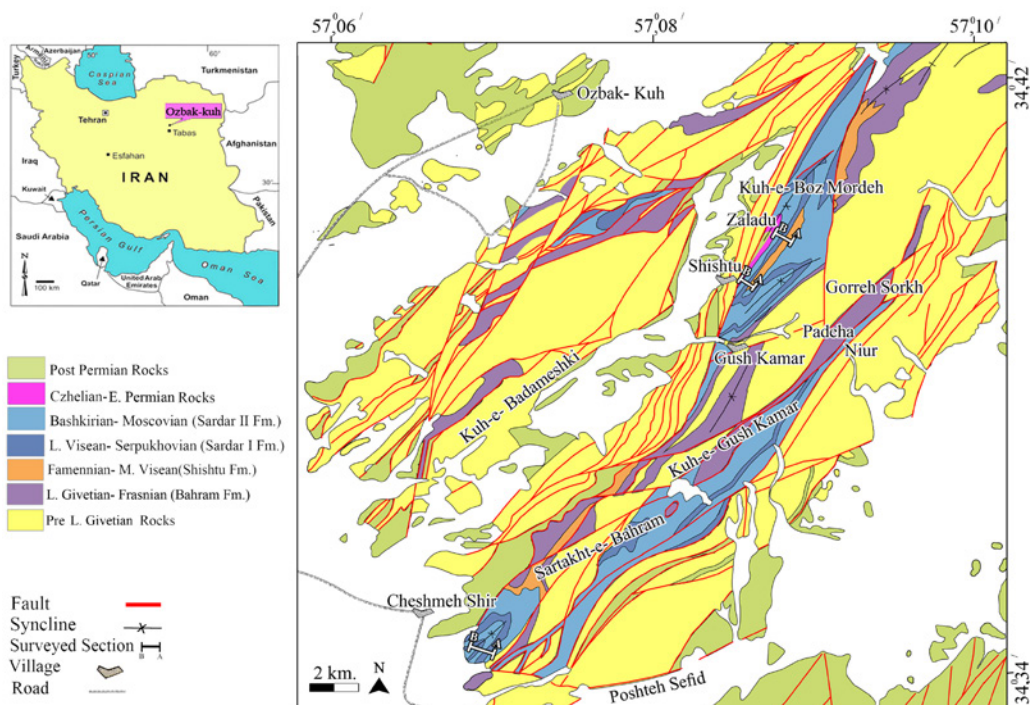 Turkey
Armenia
Azerbaijan
50°
60°
Caspian
Sea
Turkmenistan
Ozbak-kuh
Tehran
Tabas
Afghanistan
Esfahan
Iraq
IRAN
30°
Kuwait
Pakistan
Persian Gulf
Saudi Arabia
N
S
100 km
Qatar
United Arab
Emirates
Oman Sea
Oman
Post Permian Rocks
Czhelian-E. Permian Rocks
Bashkirian- Moscovian (Sardar II Fm.)
L. Visean- Serpukhovian (Sardar I Fm.)
Famennian- M. Visean(Shishtu Fm.)
L. Givetian- Frasnian (Bahram Fm.)
Pre L. Givetian Rocks
Fault
Syncline
Surveyed Section
B A
Village
Road
57°06′
57°08′
57°10′
34°42′
34°34′
Ozbak- Kuh
Kuh-e- Boz Mordeh
Zaladu
B A
Shishtu
B A
Gorreh Sorkh
Padcha
Niur
Gush Kamar
Kuh-e- Badameshki
Kuh-e- Gush Kamar
Sartakht-e- Bahram
Cheshmeh Shir
B A
2 km.
N
Poshteh Sefid